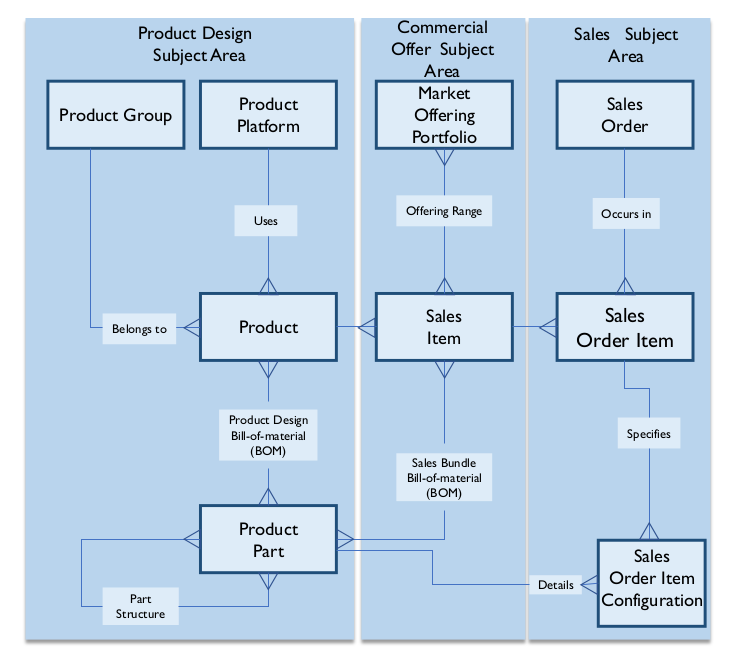 Product Design
Subject Area
Commercial
Offer Subject
Area
Sales Subject
Area
Product Group
Product
Platform
Market
Offering
Portfolio
Sales
Order
Uses
Offering Range
Occurs in
Belongs to
Product
Sales
Item
Sales
Order Item
Product Design
Bill-of-material
(BOM)
Sales Bundle
Bill-of-material
(BOM)
Specifies
Product
Part
Part
Structure
Details
Sales
Order Item
Configuration